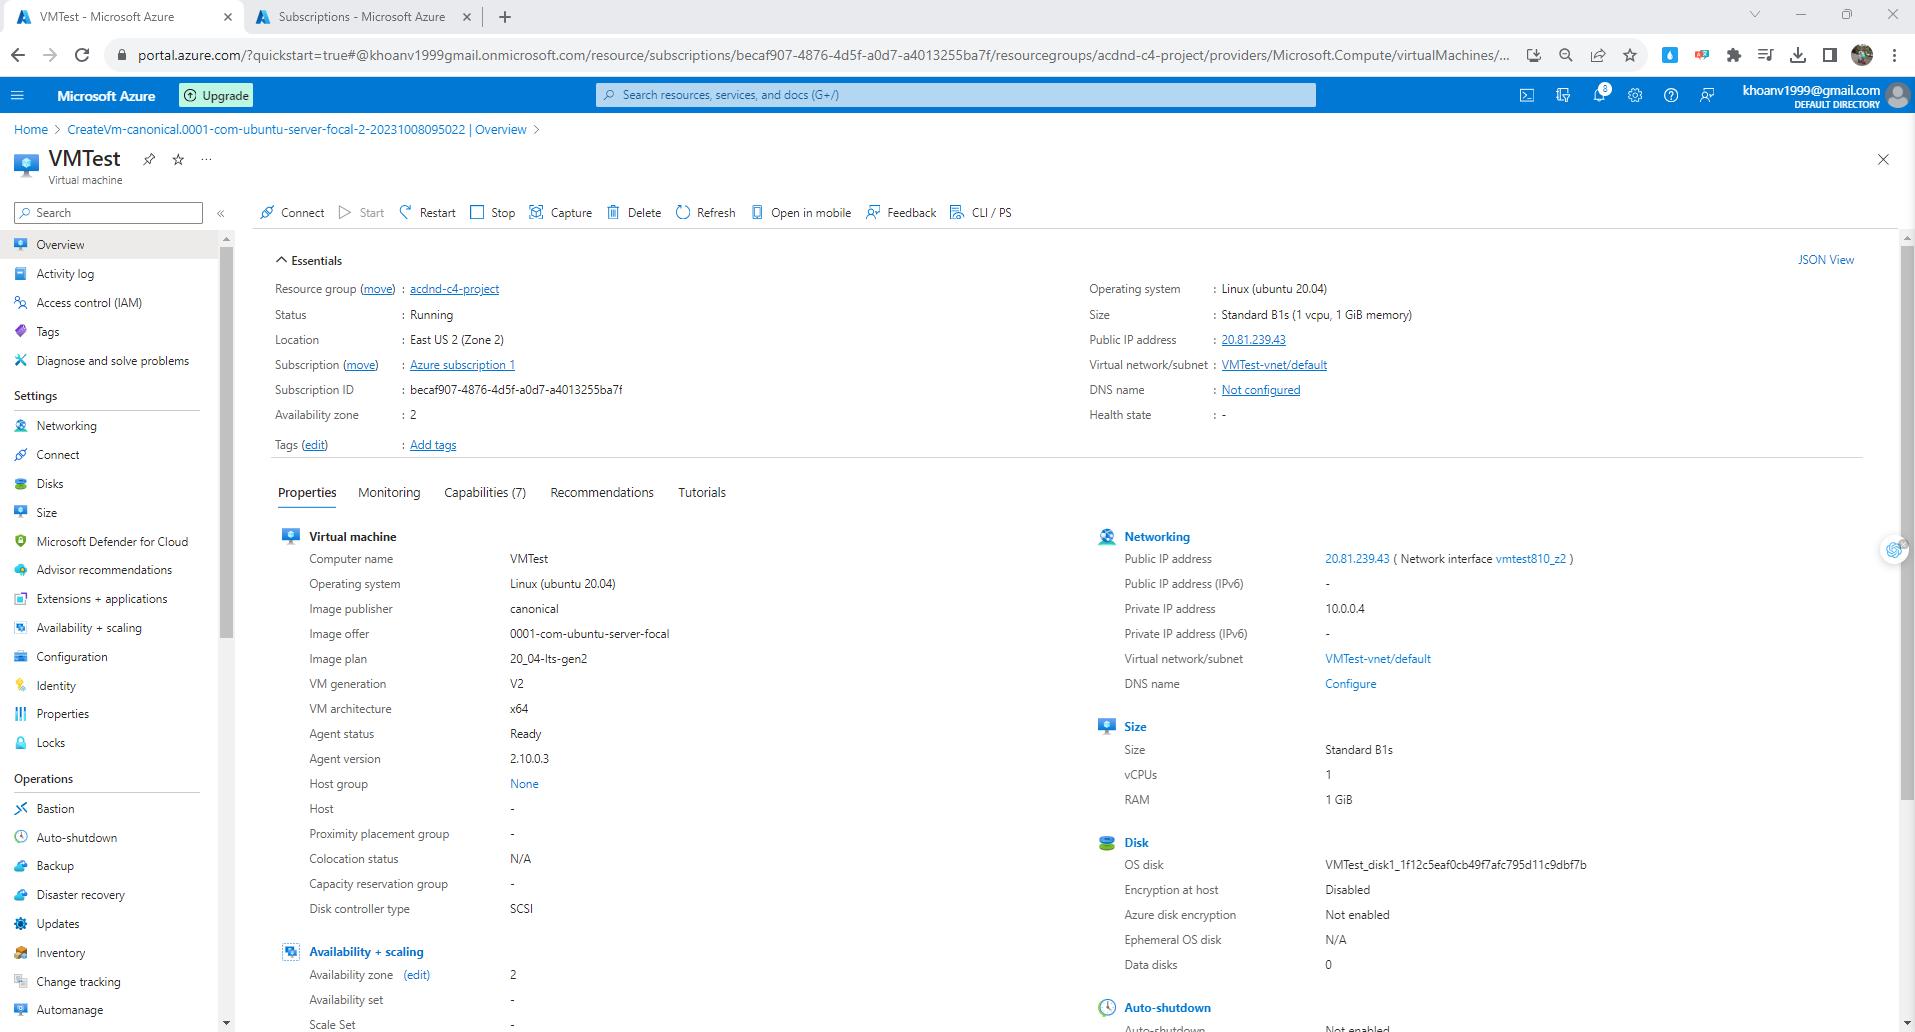 VMTest - Microsoft Azure
Subscriptions - Microsoft Azure
portal.azure.com/?quickstart=true#@khoanv1999gmail.onmicrosoft.com/resource/subscriptions/becaf907-4876-4d5f-a0d7-a4013255ba7f/resourcegroups/acdnd-c4-project/providers/Microsoft.Compute/virtualMachines/...
Microsoft Azure
Upgrade
Search resources, services, and docs (G+/)
8
khoanv1999@gmail.com
DEFAULT DIRECTORY
Home > CreateVm-canonical.0001-com-ubuntu-server-focal-2-20231008095022 | Overview >
VMTest
Virtual machine
Search
Connect Start Restart Stop Capture Delete Refresh Open in mobile Feedback CLI / PS
Overview
Activity log
Access control (IAM)
Tags
Diagnose and solve problems
Settings
Networking
Connect
Disks
Size
Microsoft Defender for Cloud
Advisor recommendations
Extensions + applications
Availability + scaling
Configuration
Identity
Properties
Locks
Operations
Bastion
Auto-shutdown
Backup
Disaster recovery
Updates
Inventory
Change tracking
Automanage
Essentials
JSON View
Resource group (move) : acdnd-c4-project
Status : Running
Location : East US 2 (Zone 2)
Subscription (move) : Azure subscription 1
Subscription ID : becaf907-4876-4d5f-a0d7-a4013255ba7f
Availability zone : 2
Tags (edit) : Add tags
Operating system : Linux (ubuntu 20.04)
Size : Standard B1s (1 vcpu, 1 GiB memory)
Public IP address : 20.81.239.43
Virtual network/subnet : VMTest-vnet/default
DNS name : Not configured
Health state : -
Properties Monitoring Capabilities (7) Recommendations Tutorials
Virtual machine
Computer name VMTest
Operating system Linux (ubuntu 20.04)
Image publisher canonical
Image offer 0001-com-ubuntu-server-focal
Image plan 20_04-lts-gen2
VM generation V2
VM architecture x64
Agent status Ready
Agent version 2.10.0.3
Host group None
Host -
Proximity placement group -
Colocation status N/A
Capacity reservation group -
Disk controller type SCSI
Availability + scaling
Availability zone (edit) 2
Availability set -
Scale Set -
Networking
Public IP address 20.81.239.43 ( Network interface vmtest810_z2 )
Public IP address (IPv6) -
Private IP address 10.0.0.4
Private IP address (IPv6) -
Virtual network/subnet VMTest-vnet/default
DNS name Configure
Size
Size Standard B1s
vCPUs 1
RAM 1 GiB
Disk
OS disk VMTest_disk1_1f12c5eaf0cb49f7afc795d11c9dbf7b
Encryption at host Disabled
Azure disk encryption Not enabled
Ephemeral OS disk N/A
Data disks 0
Auto-shutdown
Auto-shutdown Not enabled